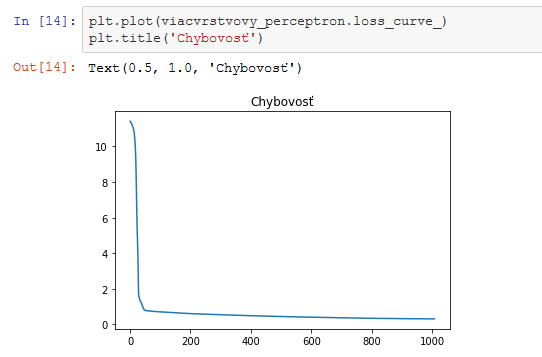 In [14]: plt.plot(viacvrstvovy_perceptron.loss_curve_)
plt.title('Chybovosť')
Out[14]: Text(0.5, 1.0, 'Chybovosť')
Chybovosť
10
8
6
4
2
0
0 200 400 600 800 1000